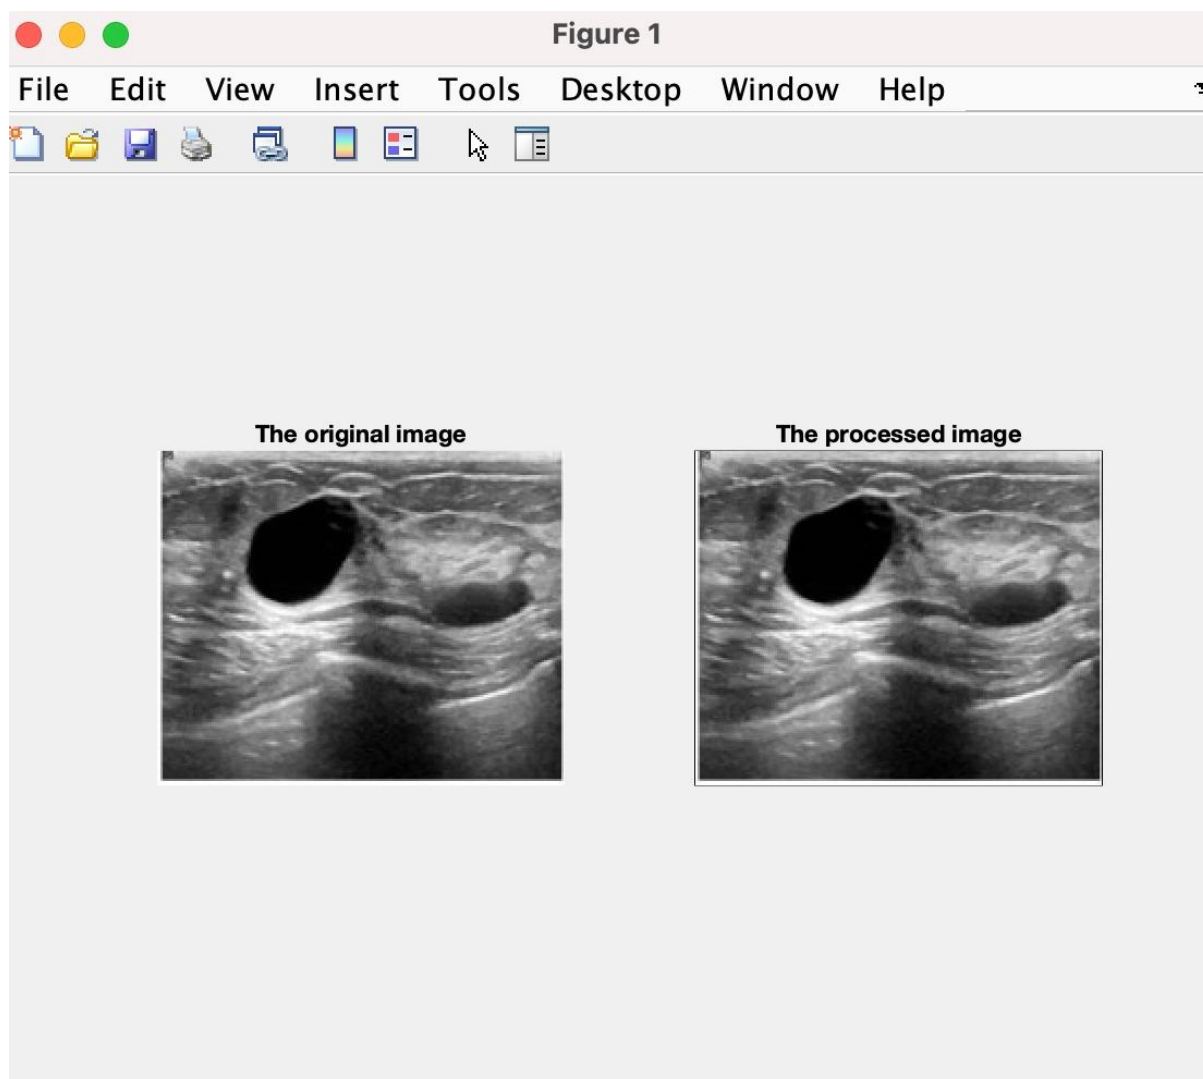 Figure 1
File Edit View Insert Tools Desktop Window Help
The original image
The processed image